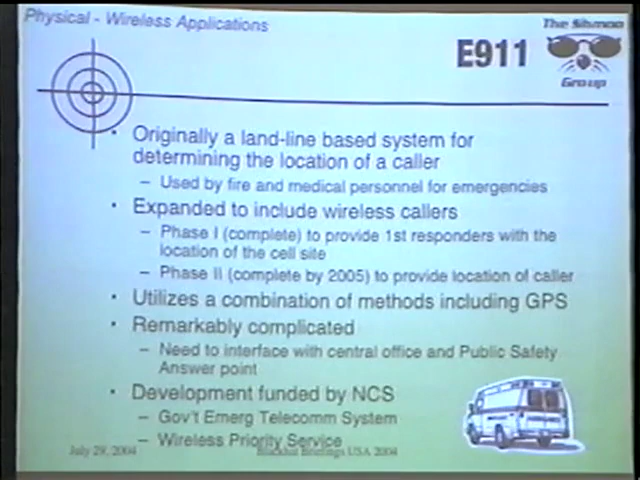 Physical - Wireless Applications
The Shmoo
Group
E911
• Originally a land-line based system for
determining the location of a caller
– Used by fire and medical personnel for emergencies
• Expanded to include wireless callers
– Phase I (complete) to provide 1st responders with the
location of the cell site
– Phase II (complete by 2005) to provide location of caller
• Utilizes a combination of methods including GPS
• Remarkably complicated
– Need to interface with central office and Public Safety
Answer point
• Development funded by NCS
– Gov't Emerg Telecomm System
– Wireless Priority Service
July 29, 2004
Blackhat Briefings USA 2004